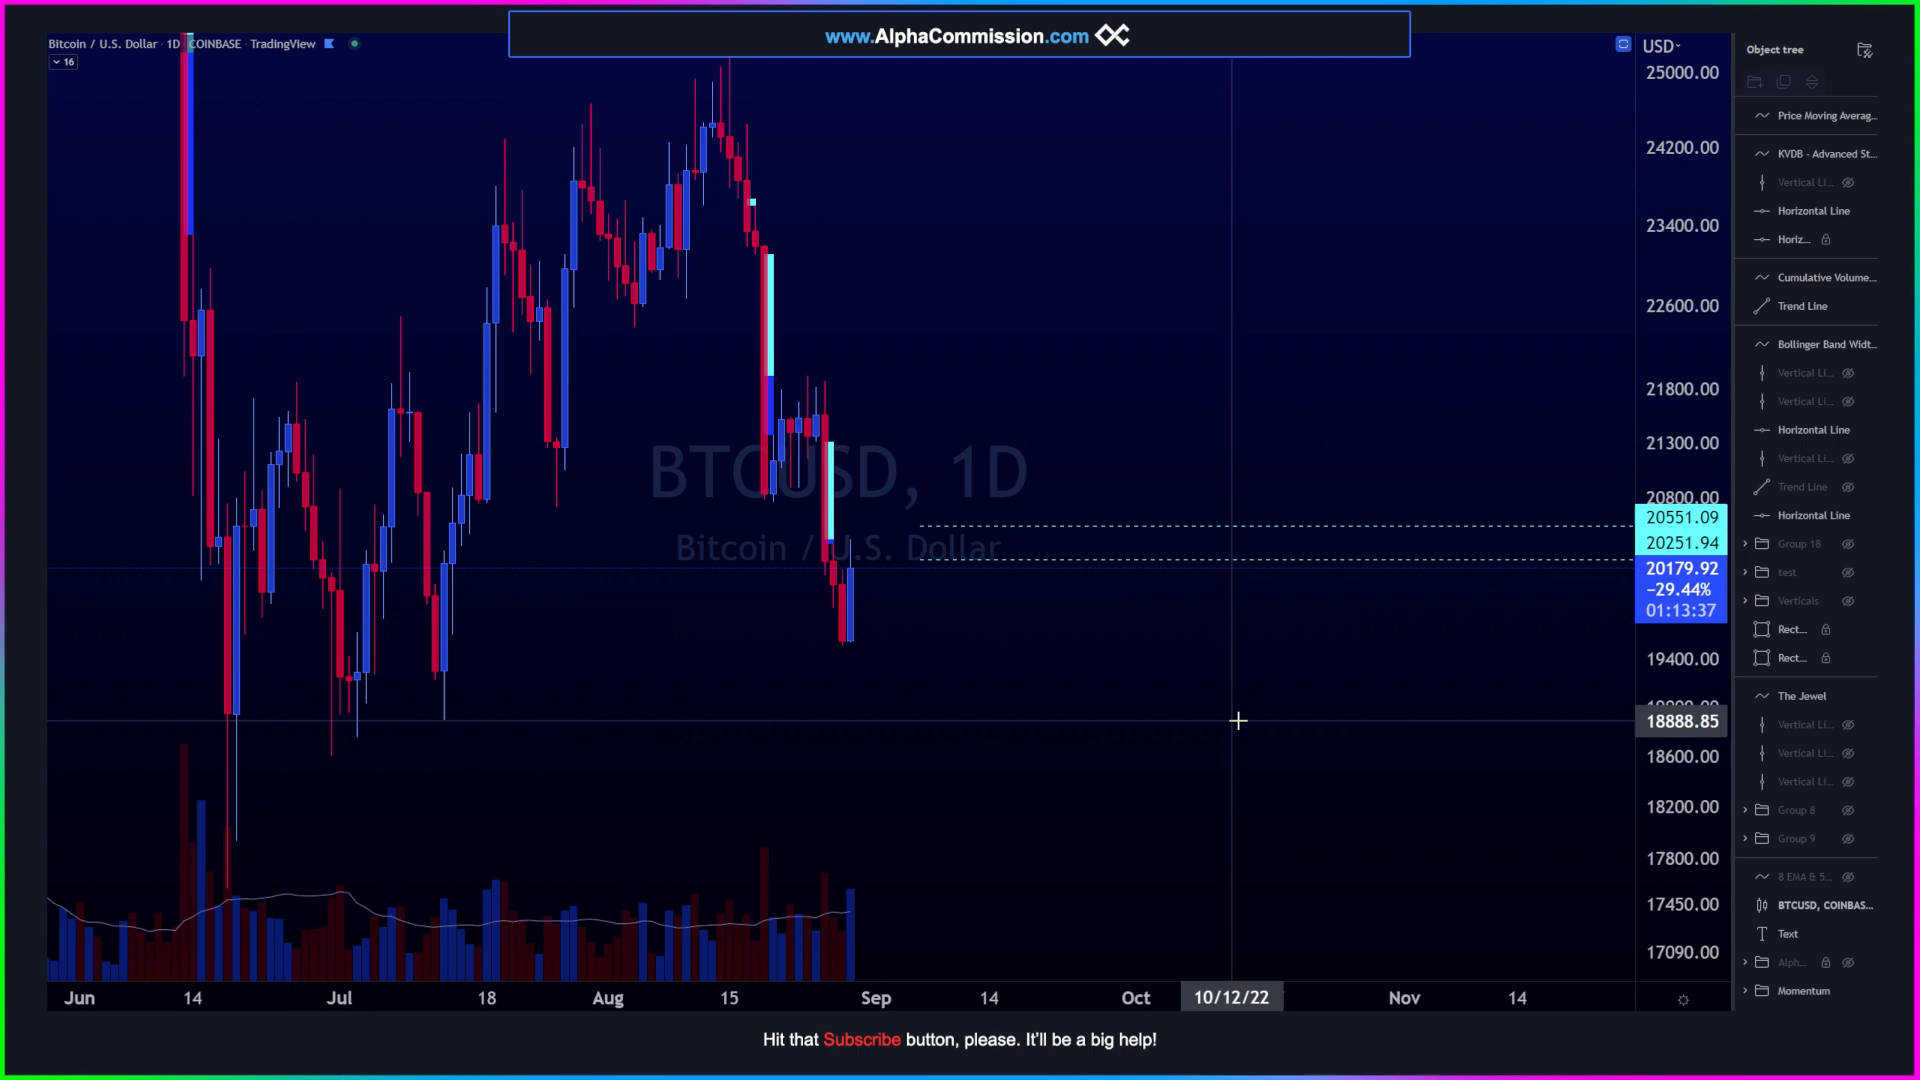 www.AlphaCommission.com
Bitcoin / U.S. Dollar · 1D · COINBASE · TradingView
16
BTCUSD, 1D
Bitcoin / U.S. Dollar
USD
25000.00
24200.00
23400.00
22600.00
21800.00
21300.00
20800.00
20551.09
20251.94
20179.92
−29.44%
01:13:37
19400.00
18888.85
18600.00
18200.00
17800.00
17450.00
17090.00
Jun
14
Jul
18
Aug
15
Sep
14
Oct
10/12/22
Nov
14
Object tree
Price Moving Averag...
KVDB - Advanced St...
Vertical Li...
Horizontal Line
Horiz...
Cumulative Volume...
Trend Line
Bollinger Band Widt...
Vertical Li...
Vertical Li...
Horizontal Line
Vertical Li...
Trend Line
Horizontal Line
Group 18
test
Verticals
Rect...
Rect...
The Jewel
Vertical Li...
Vertical Li...
Vertical Li...
Group 8
Group 9
8 EMA & 5...
BTCUSD, COINBAS...
Text
Alph...
Momentum
Hit that Subscribe button, please. It'll be a big help!